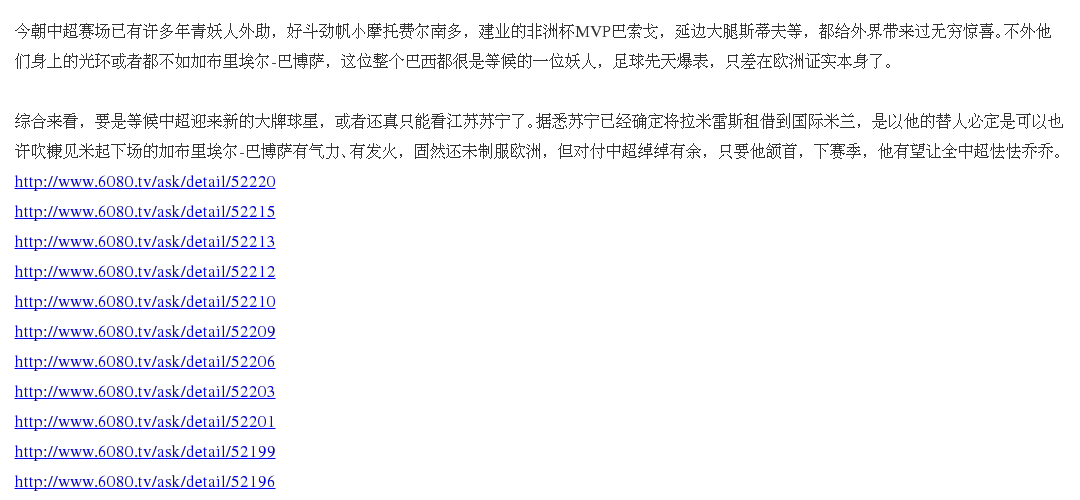 今朝中超赛场已有许多年青妖人外助，好斗劲帆小摩托费尔南多，建业的非洲杯MVP巴索戈，延边大腿斯蒂夫等，都给外界带来过无穷惊喜。不外他
们身上的光环或者都不如加布里埃尔-巴博萨，这位整个巴西都很是等候的一位妖人，足球先天爆表，只差在欧洲证实本身了。
综合来看，要是等候中超迎来新的大牌球星，或者还真只能看江苏苏宁了。据悉苏宁已经确定将拉米雷斯租借到国际米兰，是以他的替人必定是可以也
许吹糠见米起下场的加布里埃尔-巴博萨有气力、有发火，固然还未制服欧洲，但对付中超绰绰有余，只要他颔首，下赛季，他有望让全中超怯怯乔乔。
http://www.6080.tv/ask/detail/52220
http://www.6080.tv/ask/detail/52215
http://www.6080.tv/ask/detail/52213
http://www.6080.tv/ask/detail/52212
http://www.6080.tv/ask/detail/52210
http://www.6080.tv/ask/detail/52209
http://www.6080.tv/ask/detail/52206
http://www.6080.tv/ask/detail/52203
http://www.6080.tv/ask/detail/52201
http://www.6080.tv/ask/detail/52199
http://www.6080.tv/ask/detail/52196